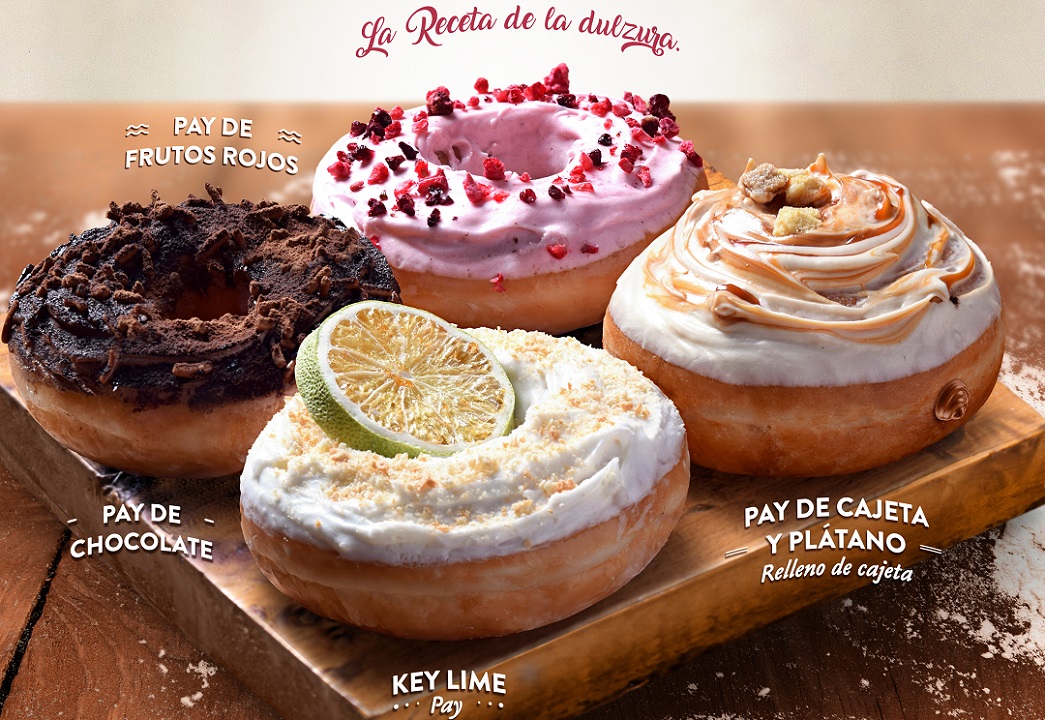 La Receta de la dulzura.
PAY DE
FRUTOS ROJOS
PAY DE
CHOCOLATE
PAY DE CAJETA
Y PLÁTANO
Relleno de cajeta
KEY LIME
Pay